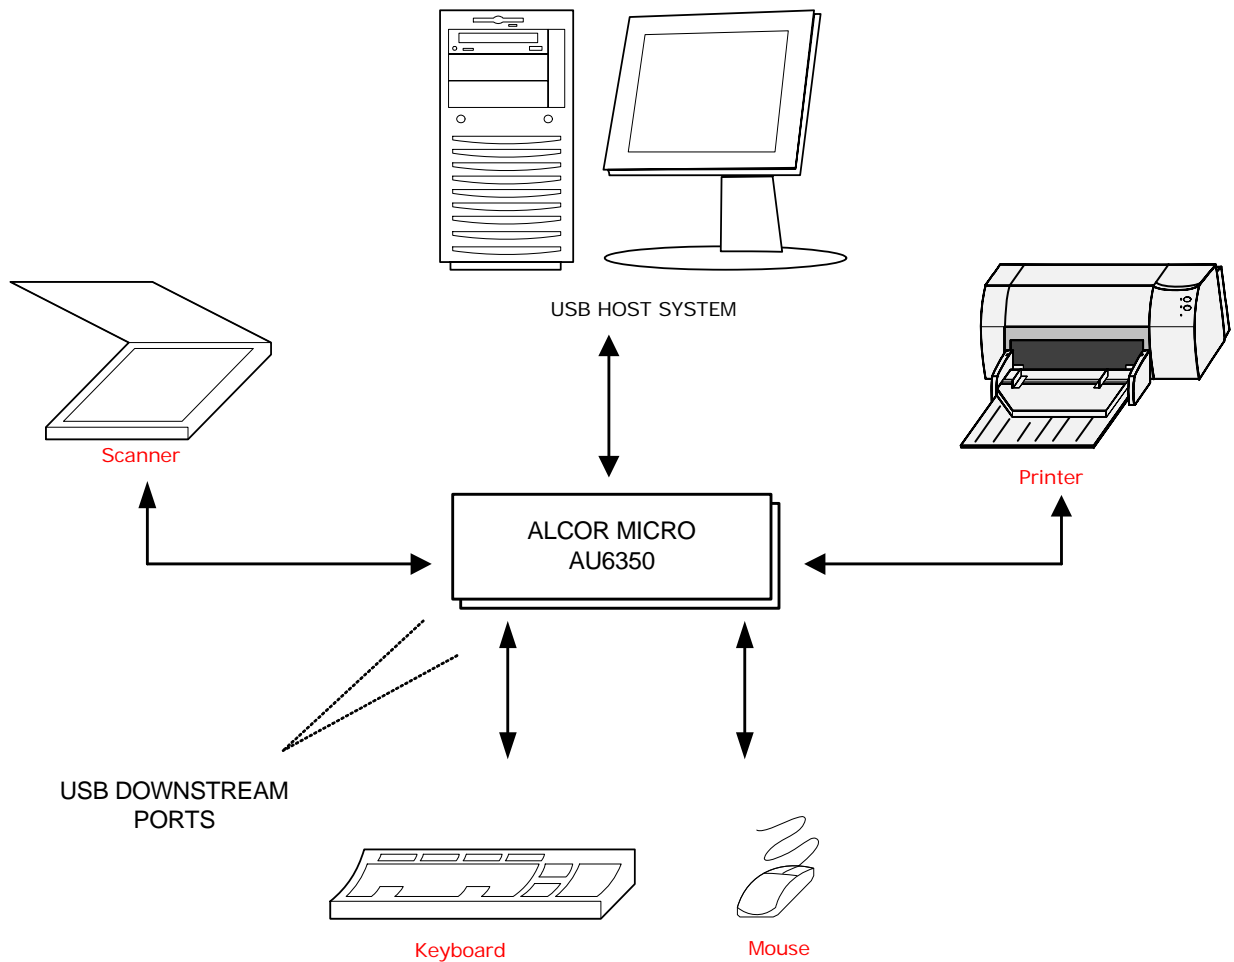 USB HOST SYSTEM
Scanner
Printer
ALCOR MICRO
AU6350
USB DOWNSTREAM
PORTS
Keyboard
Mouse